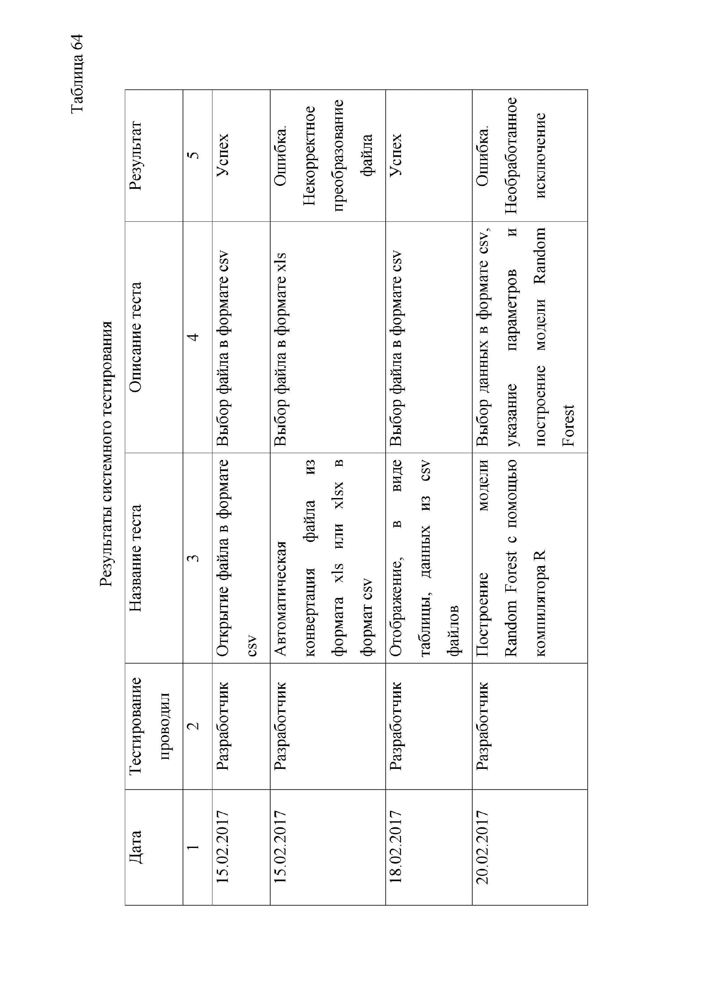 Таблица 64
Результаты системного тестирования
Дата
Тестирование
проводил
Название теста
Описание теста
Результат
1
2
3
4
5
15.02.2017
Разработчик
Открытие файла в формате
csv
Выбор файла в формате csv
Успех
15.02.2017
Разработчик
Автоматическая
конвертация файла из
формата xls или xlsx в
формат csv
Выбор файла в формате xls
Ошибка.
Некорректное
преобразование
файла
18.02.2017
Разработчик
Отображение, в виде
таблицы, данных из csv
файлов
Выбор файла в формате csv
Успех
20.02.2017
Разработчик
Построение модели
Random Forest с помощью
компилятора R
Выбор данных в формате csv,
указание параметров и
построение модели Random
Forest
Ошибка.
Необработанное
исключение